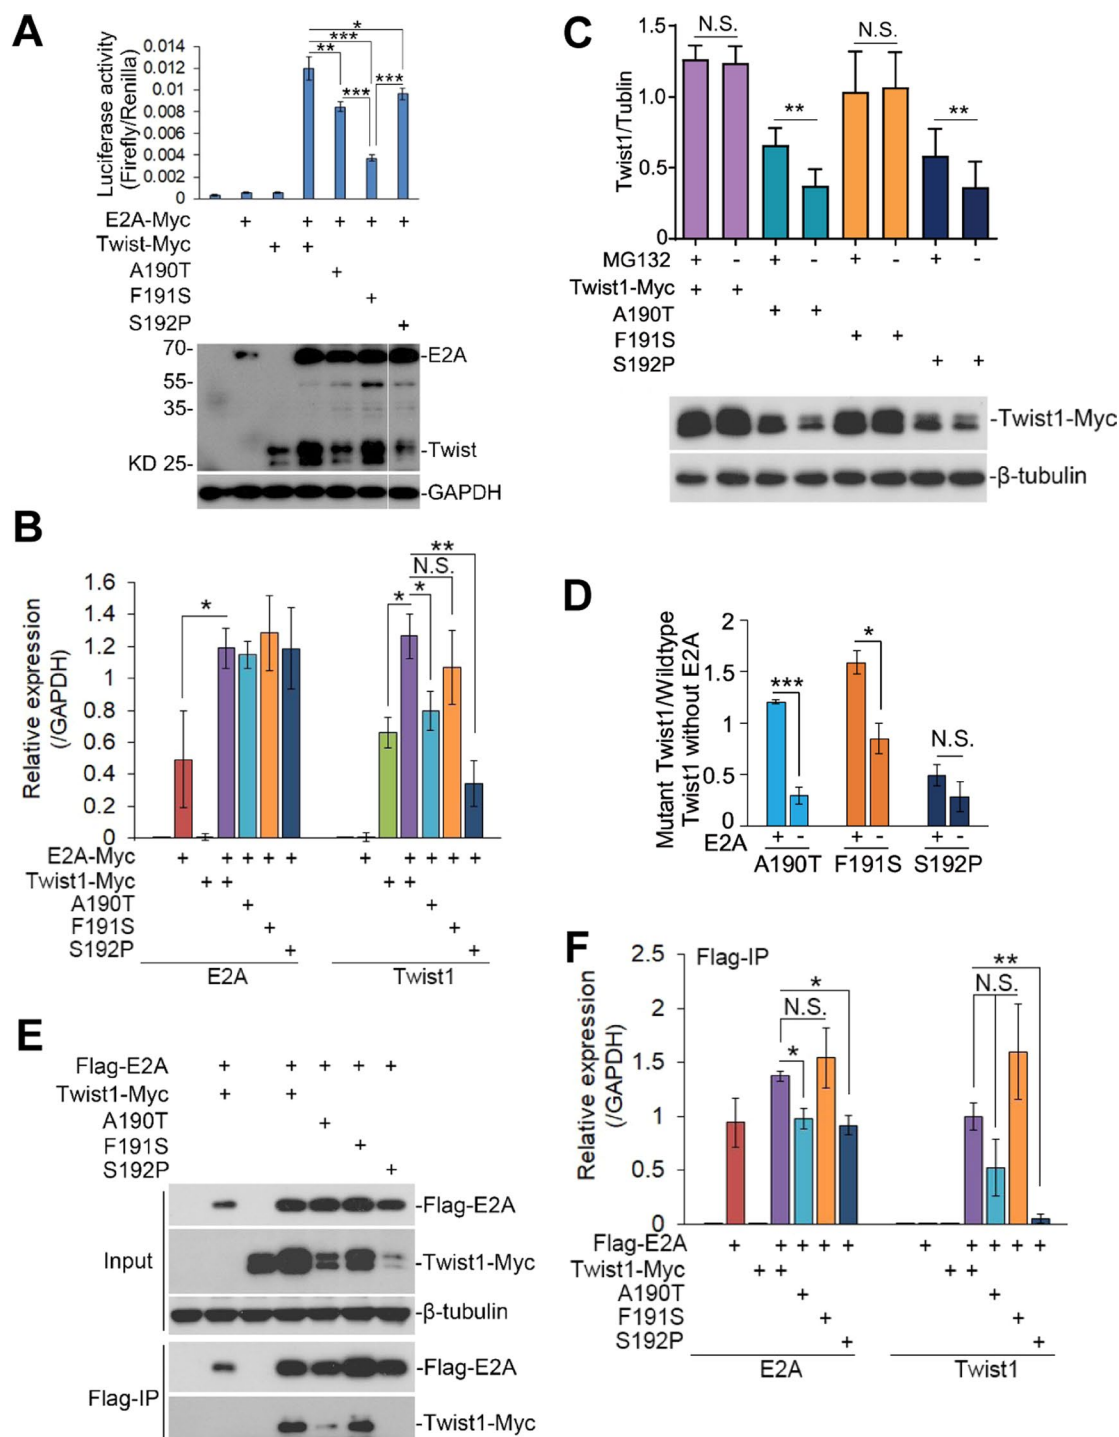 A
Luciferase activity
(Firefly/Renilla)
0.014
0.012
0.01
0.008
0.006
0.004
0.002
0
*
***
**
***
***
E2A-Myc + + + + +
Twist-Myc + +
A190T +
F191S +
S192P +
70-
55-
35-
KD 25-
-E2A
-Twist
-GAPDH
B
Relative expression
(/GAPDH)
1.6
1.4
1.2
1.0
0.8
0.6
0.4
0.2
0
*
**
N.S.
* *
E2A-Myc + + + + + + + + + +
Twist1-Myc + + + +
A190T + +
F191S + +
S192P + +
E2A Twist1
C
Twist1/Tublin
1.5
1.0
0.5
0
N.S. N.S.
** **
MG132 + - + - + - + -
Twist1-Myc + +
A190T + +
F191S + +
S192P + +
-Twist1-Myc
-β-tubulin
D
Mutant Twist1/Wildtype
Twist1 without E2A
2
1.5
1
0.5
0
***
*
N.S.
E2A + - + - + -
A190T F191S S192P
E
Flag-E2A + + + + +
Twist1-Myc + +
A190T +
F191S +
S192P +
Input
-Flag-E2A
-Twist1-Myc
-β-tubulin
Flag-IP
-Flag-E2A
-Twist1-Myc
F
Flag-IP
Relative expression
(/GAPDH)
2.5
2
1.5
1
0.5
0
*
N.S.
*
**
N.S.
Flag-E2A + + + + + + + + + +
Twist1-Myc + + + +
A190T + +
F191S + +
S192P + +
E2A Twist1